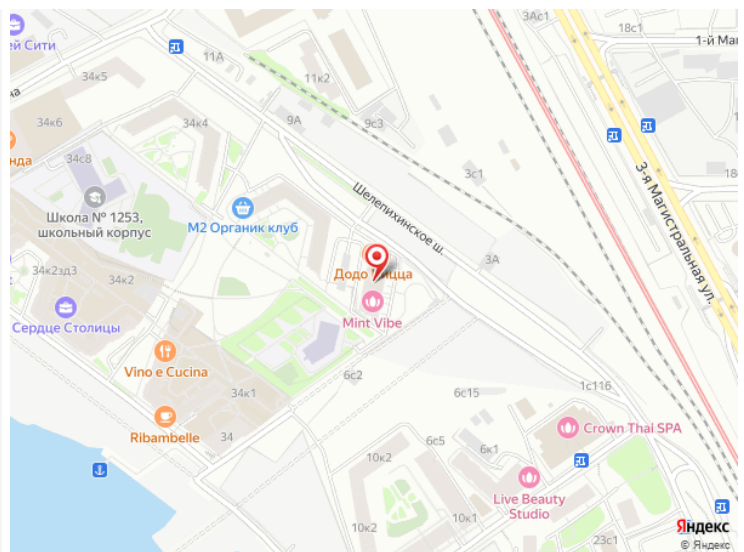 ей Сити
11А
34к5
11к2
3Ас1
18с1
1-й Маг
на
34к6
34к4
9А
9с3
нда
34с8
Школа № 1253,
школьный корпус
М2 Органик клуб
Шелепихинское ш.
3с1
3-я Магистральная ул.
34к2зд3
34к2
3А
Додо Пицца
Mint Vibe
Сердце Столицы
Vino e Cucina
34к1
6с2
6с15
1с116
Ribambelle
34
6с5
6к1
Crown Thai SPA
10к2
Live Beauty
Studio
10к2
10к1
23с1
Яндекс
© Яндекс